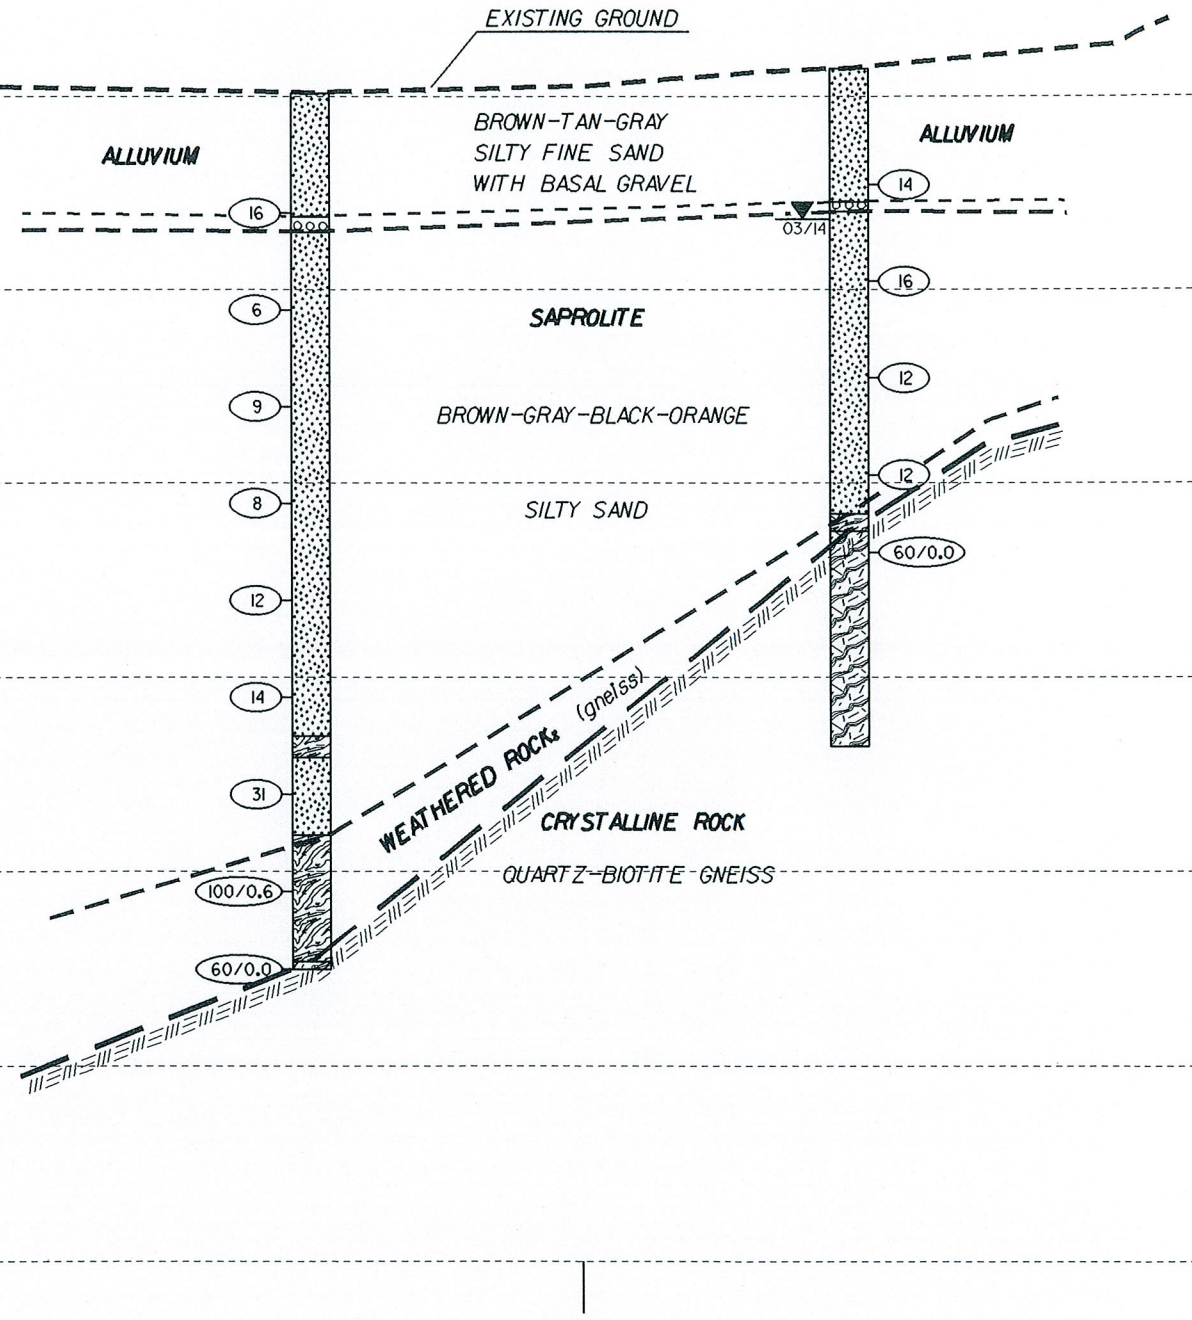 EXISTING GROUND
BROWN-TAN-GRAY
SILTY FINE SAND
WITH BASAL GRAVEL
ALLUVIUM
ALLUVIUM
14
16
03/14
16
6
SAPROLITE
12
9
BROWN-GRAY-BLACK-ORANGE
12
8
SILTY SAND
60/0.0
12
14
WEATHERED ROCK: (gneiss)
31
CRYSTALLINE ROCK
QUARTZ-BIOTITE GNEISS
100/0.6
60/0.0